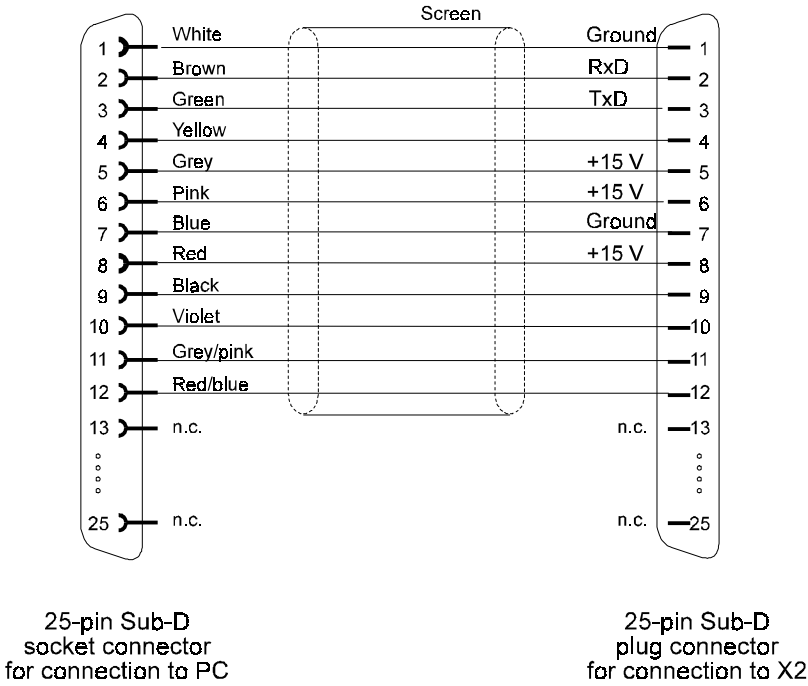 Screen
1 White Ground 1
2 Brown RxD 2
3 Green TxD 3
4 Yellow 4
5 Grey +15 V 5
6 Pink +15 V 6
7 Blue Ground 7
8 Red +15 V 8
9 Black 9
10 Violet 10
11 Grey/pink 11
12 Red/blue 12
13 n.c. n.c. 13
25 n.c. n.c. 25
25-pin Sub-D
socket connector
for connection to PC
25-pin Sub-D
plug connector
for connection to X2